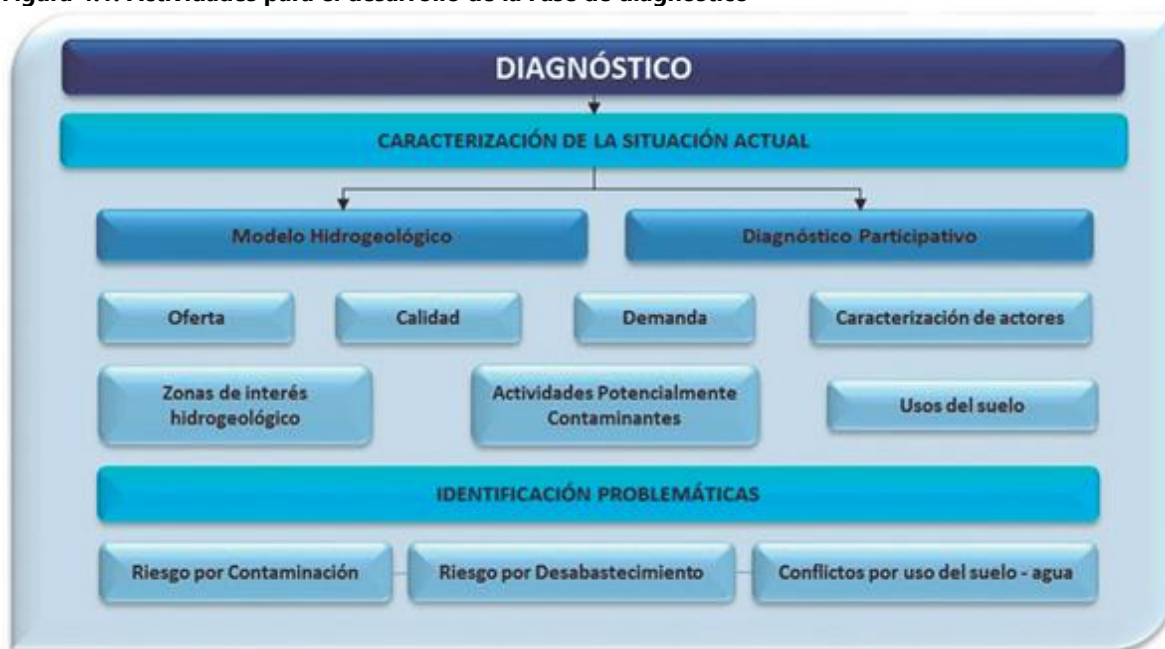 DIAGNÓSTICO
CARACTERIZACIÓN DE LA SITUACIÓN ACTUAL
Modelo Hidrogeológico
Diagnóstico Participativo
Oferta
Calidad
Demanda
Caracterización de actores
Zonas de interés
hidrogeológico
Actividades Potencialmente
Contaminantes
Usos del suelo
IDENTIFICACIÓN PROBLEMÁTICAS
Riesgo por Contaminación
Riesgo por Desabastecimiento
Conflictos por uso del suelo - agua